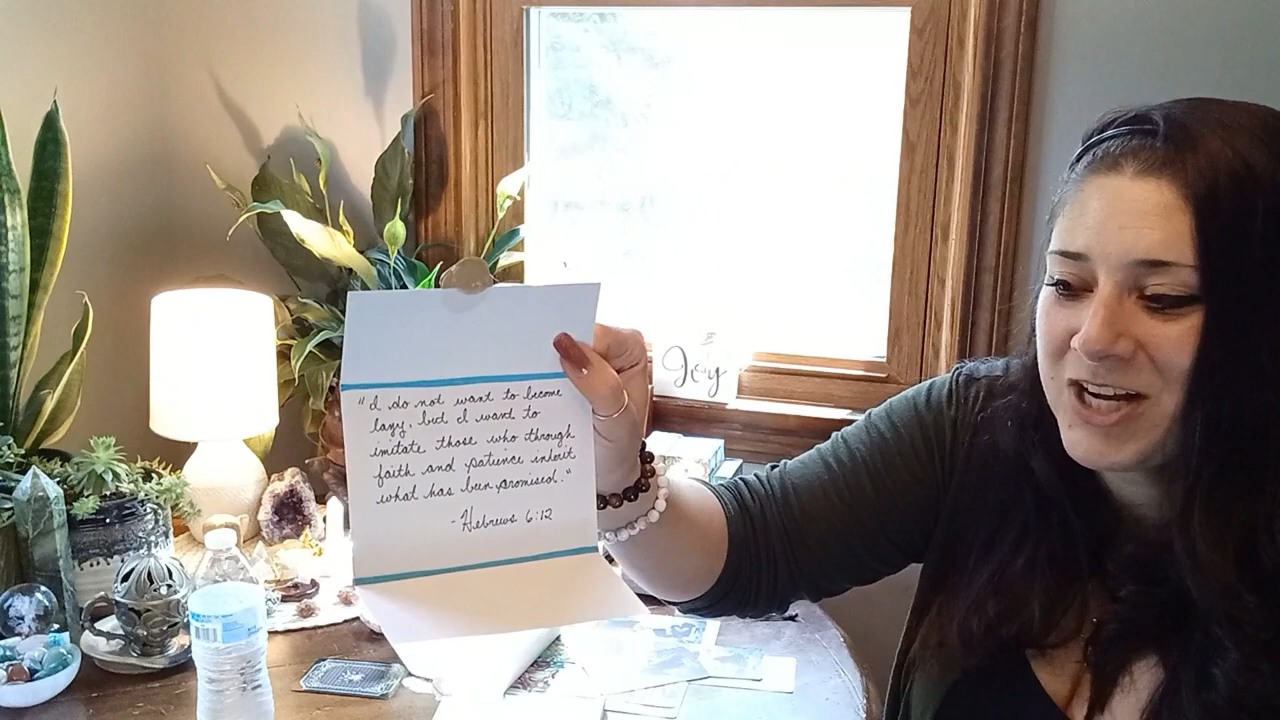 Joy
"I do not want to become
lazy, but I want to
imitate those who through
faith and patience inherit
what has been promised."
- Hebrews 6:12